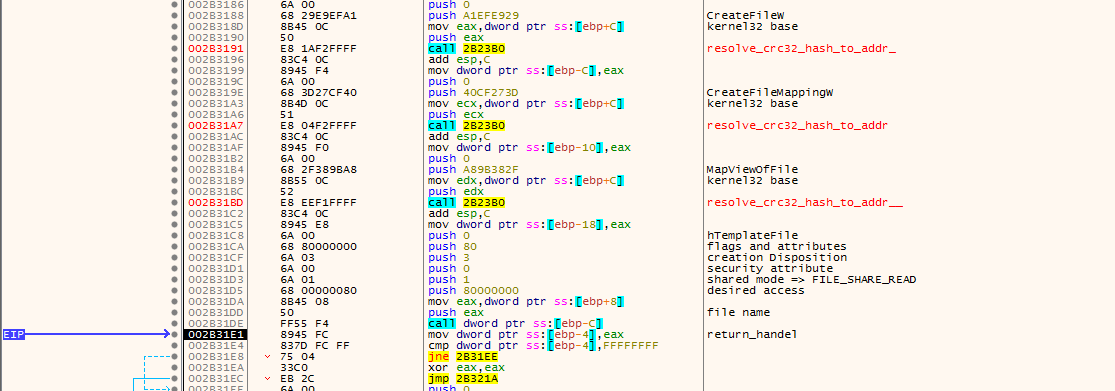 002B3186 6A 00 push 0
002B3188 68 29E9EFA1 push A1EFE929 CreateFileW
002B318D 8B45 0C mov eax,dword ptr ss:[ebp+C] kernel32 base
002B3190 50 push eax
002B3191 E8 1AF2FFFF call 2B23B0 resolve_crc32_hash_to_addr_
002B3196 83C4 0C add esp,C
002B3199 8945 F4 mov dword ptr ss:[ebp-C],eax
002B319C 6A 00 push 0
002B319E 68 3D27CF40 push 40CF273D CreateFileMappingW
002B31A3 8B4D 0C mov ecx,dword ptr ss:[ebp+C] kernel32 base
002B31A6 51 push ecx
002B31A7 E8 04F2FFFF call 2B23B0 resolve_crc32_hash_to_addr
002B31AC 83C4 0C add esp,C
002B31AF 8945 F0 mov dword ptr ss:[ebp-10],eax
002B31B2 6A 00 push 0
002B31B4 68 2F389BA8 push A89B382F MapViewOfFile
002B31B9 8B55 0C mov edx,dword ptr ss:[ebp+C] kernel32 base
002B31BC 52 push edx
002B31BD E8 EEF1FFFF call 2B23B0 resolve_crc32_hash_to_addr__
002B31C2 83C4 0C add esp,C
002B31C5 8945 E8 mov dword ptr ss:[ebp-18],eax
002B31C8 6A 00 push 0 hTemplateFile
002B31CA 68 80000000 push 80 flags and attributes
002B31CF 6A 03 push 3 creation Disposition
002B31D1 6A 00 push 0 security attribute
002B31D3 6A 01 push 1 shared mode => FILE_SHARE_READ
002B31D5 68 00000080 push 80000000 desired access
002B31DA 8B45 08 mov eax,dword ptr ss:[ebp+8]
002B31DD 50 push eax file name
002B31DE FF55 F4 call dword ptr ss:[ebp-C]
EIP 002B31E1 8945 FC mov dword ptr ss:[ebp-4],eax return_handel
002B31E4 837D FC FF cmp dword ptr ss:[ebp-4],FFFFFFFF
002B31E8 75 04 jne 2B31EE
002B31EA 33C0 xor eax,eax
002B31EC EB 2C jmp 2B321A
002B31EE 6A 00 push 0